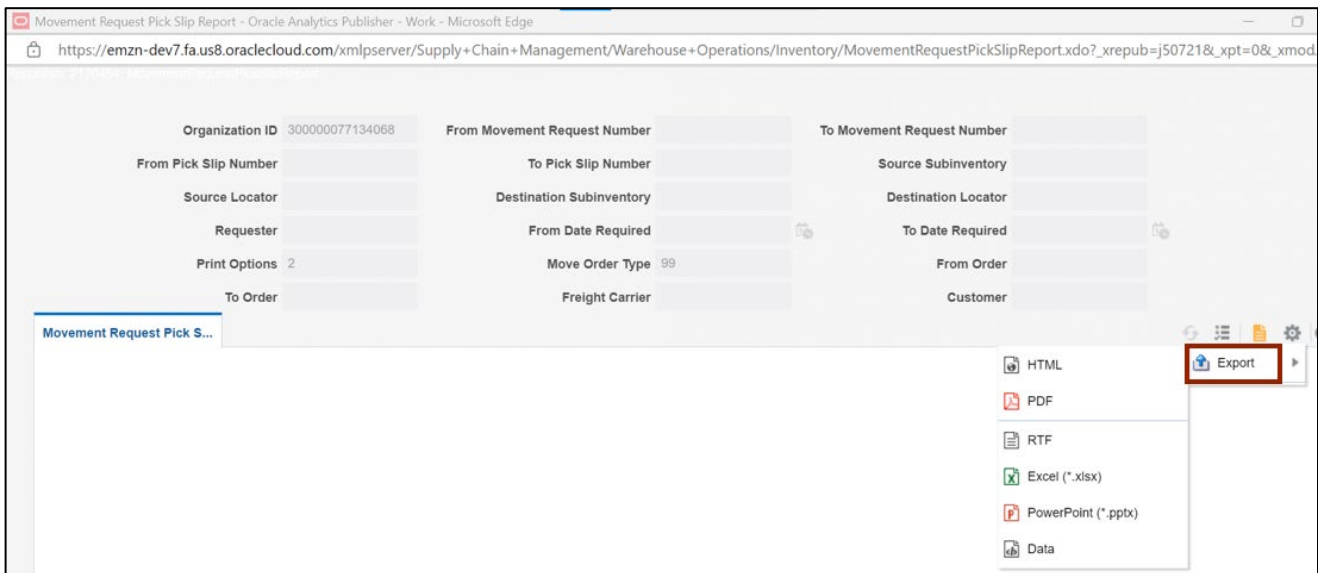 Movement Request Pick Slip Report - Oracle Analytics Publisher - Work - Microsoft Edge
https://emzn-dev7.fa.us8.oraclecloud.com/xmlpserver/Supply+Chain+Management/Warehouse+Operations/Inventory/MovementRequestPickSlipReport.xdo?_xrepub=j50721&_xpt=0&_xmod.
Organization ID 300000077134068 From Movement Request Number To Movement Request Number
From Pick Slip Number To Pick Slip Number Source Subinventory
Source Locator Destination Subinventory Destination Locator
Requester From Date Required To Date Required
Print Options 2 Move Order Type 99 From Order
To Order Freight Carrier Customer
Movement Request Pick S...
Export
HTML
PDF
RTF
Excel (*.xlsx)
PowerPoint (*.pptx)
Data